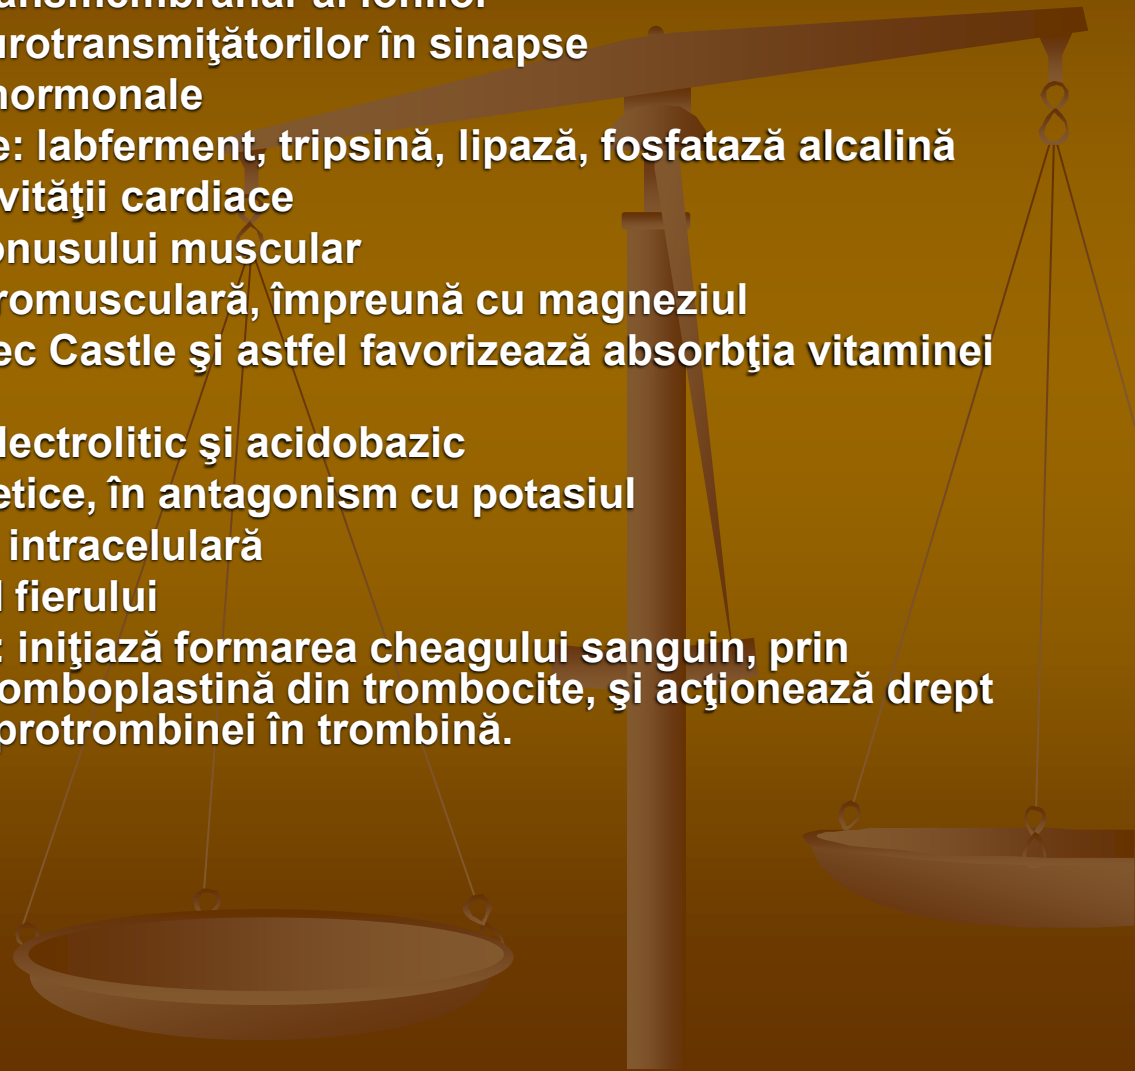 ansmembranar al ionilor
urotransmiţătorilor în sinapse
hormonale
e: labferment, tripsină, lipază, fosfatază alcalină
vităţii cardiace
onusului muscular
romusculară, împreună cu magneziul
ec Castle şi astfel favorizează absorbţia vitaminei
lectrolitic şi acidobazic
etice, în antagonism cu potasiul
intracelulară
l fierului
: iniţiază formarea cheagului sanguin, prin
omboplastină din trombocite, şi acţionează drept
protrombinei în trombină.